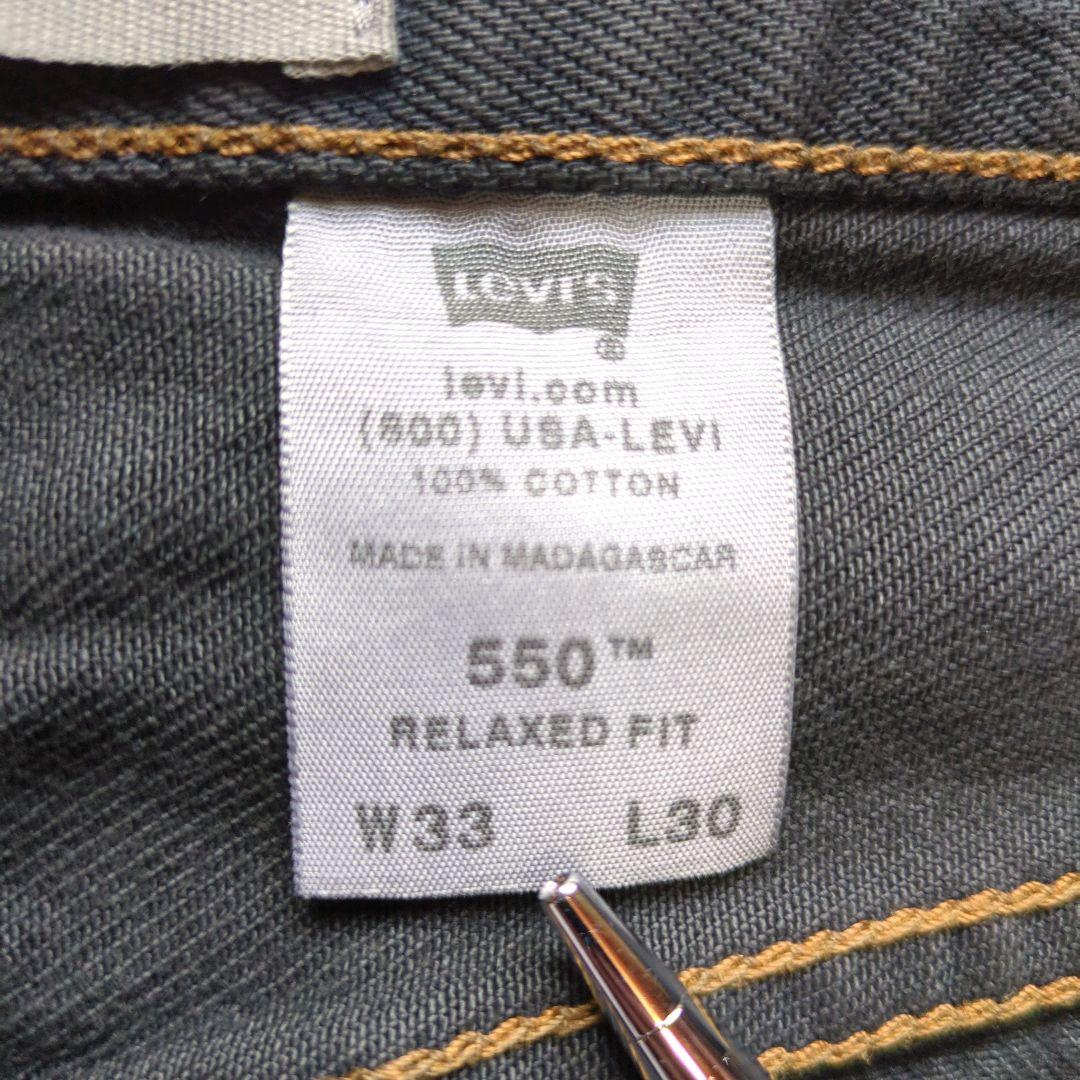 Levi's
®
levi.com
(800) USA-LEVI
100% COTTON
MADE IN MADAGASCAR
550™
RELAXED FIT
W33 L30